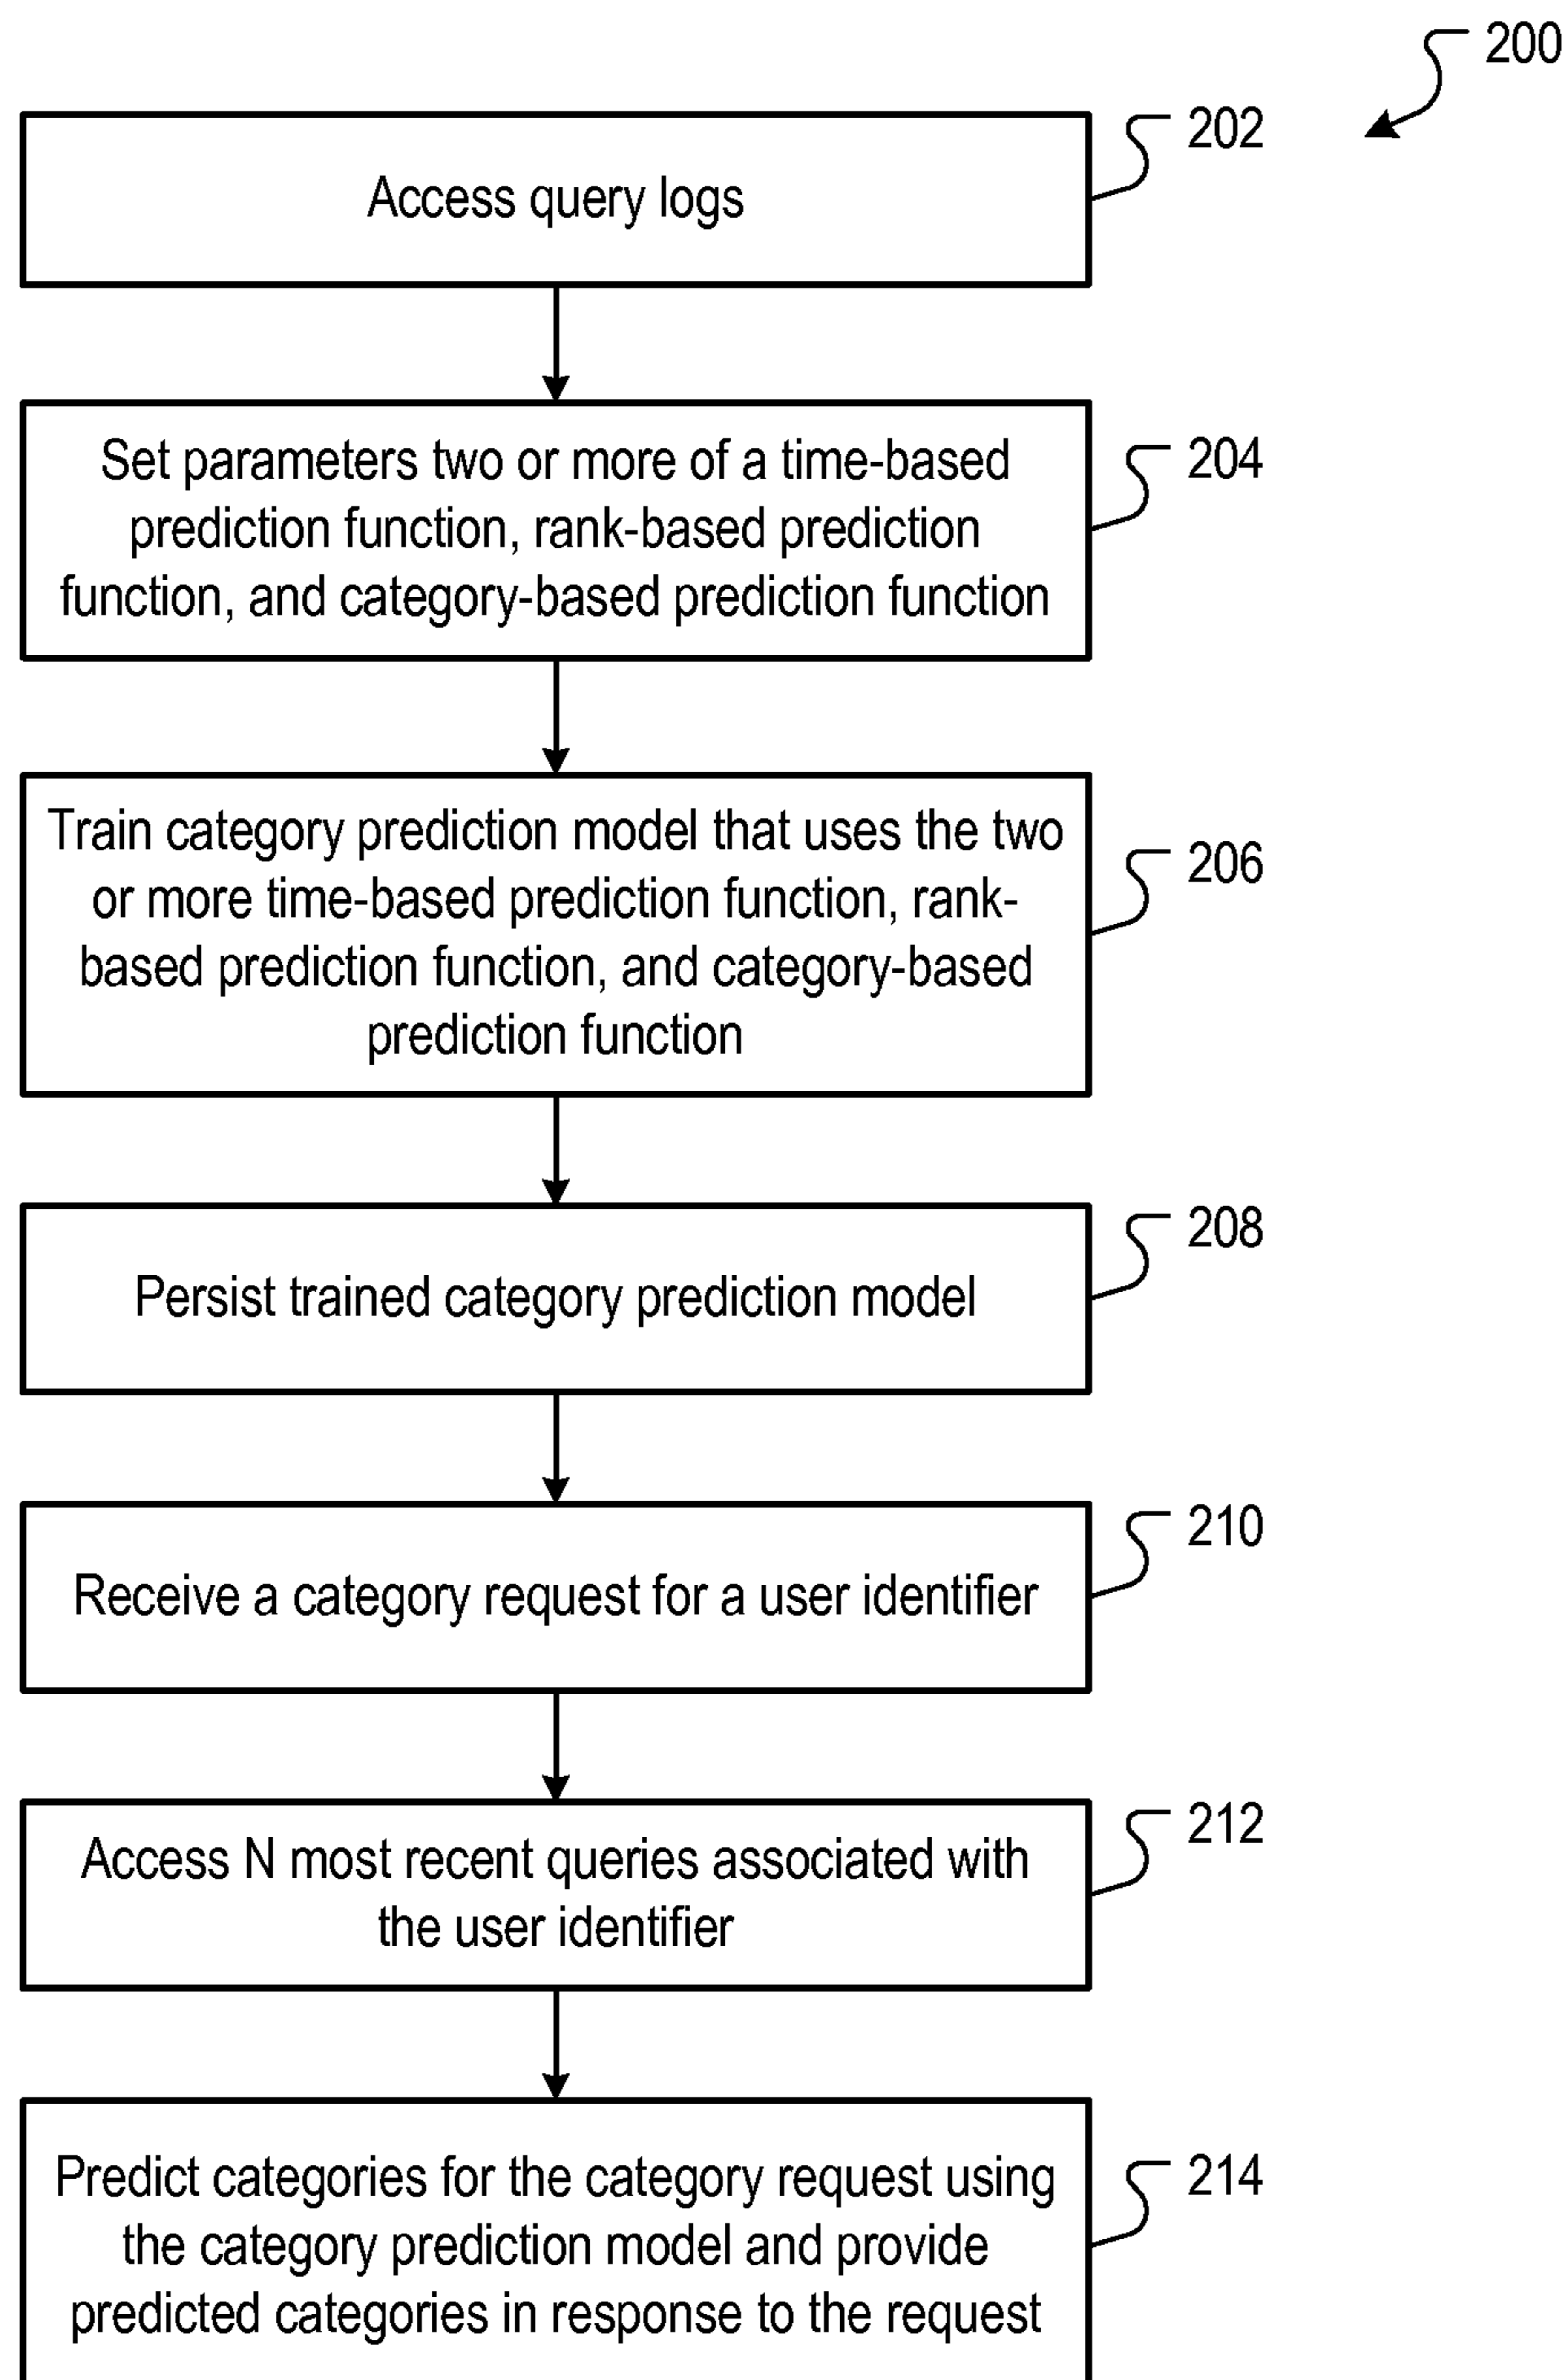 200
202
Access query logs
204
Set parameters two or more of a time-based
prediction function, rank-based prediction
function, and category-based prediction function
206
Train category prediction model that uses the two
or more time-based prediction function, rank-
based prediction function, and category-based
prediction function
208
Persist trained category prediction model
210
Receive a category request for a user identifier
212
Access N most recent queries associated with
the user identifier
214
Predict categories for the category request using
the category prediction model and provide
predicted categories in response to the request